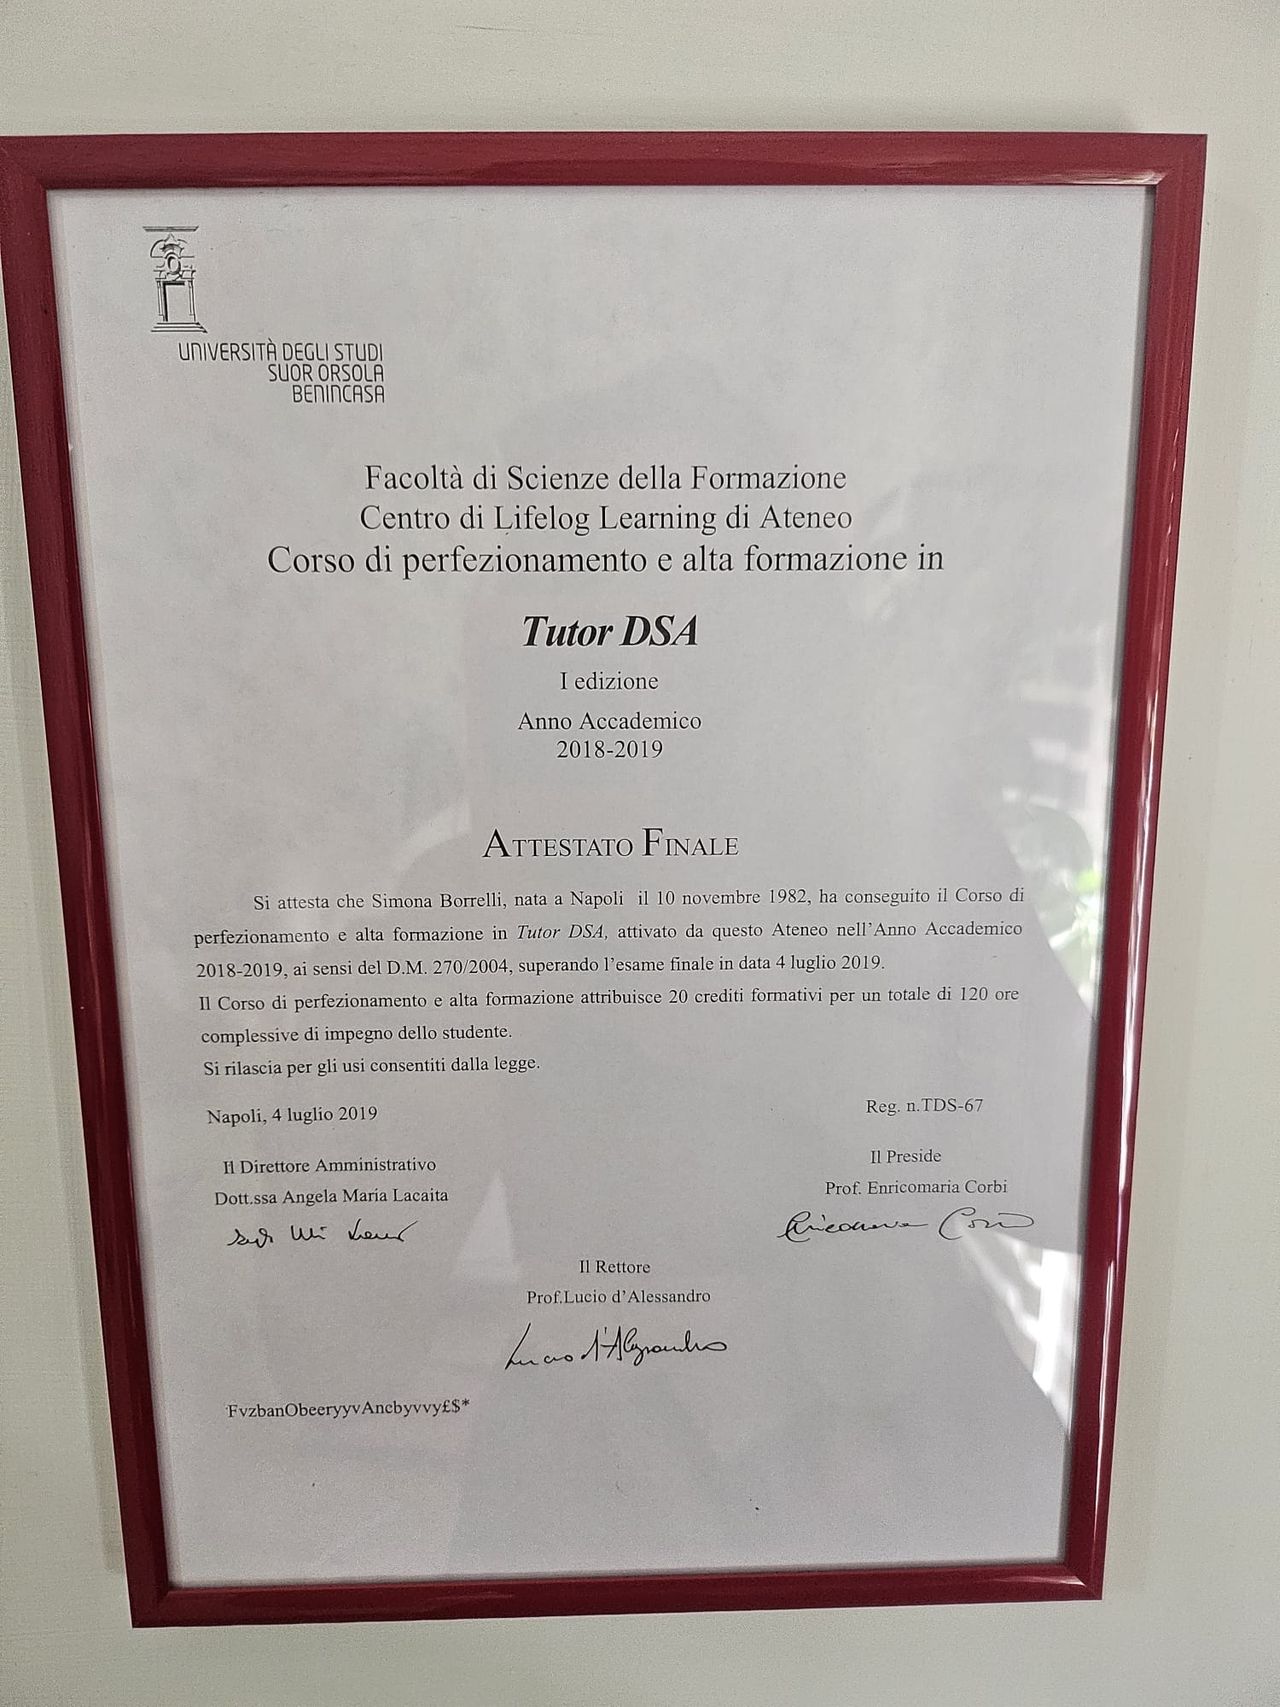 UNIVERSITÀ DEGLI STUDI
SUOR ORSOLA
BENINCASA
Facoltà di Scienze della Formazione
Centro di Lifelog Learning di Ateneo
Corso di perfezionamento e alta formazione in
Tutor DSA
I edizione
Anno Accademico
2018-2019
ATTESTATO FINALE
Si attesta che Simona Borrelli, nata a Napoli il 10 novembre 1982, ha conseguito il Corso di
perfezionamento e alta formazione in Tutor DSA, attivato da questo Ateneo nell'Anno Accademico
2018-2019, ai sensi del D.M. 270/2004, superando l'esame finale in data 4 luglio 2019.
Il Corso di perfezionamento e alta formazione attribuisce 20 crediti formativi per un totale di 120 ore
complessive di impegno dello studente.
Si rilascia per gli usi consentiti dalla legge.
Napoli, 4 luglio 2019
Reg. n.TDS-67
Il Direttore Amministrativo
Dott.ssa Angela Maria Lacaita
Il Preside
Prof. Enricomaria Corbi
Enricomaria Corbi
Il Rettore
Prof.Lucio d'Alessandro
Lucio d'Alessandro
FvzbanObeeryyvAncbyvvy£$*